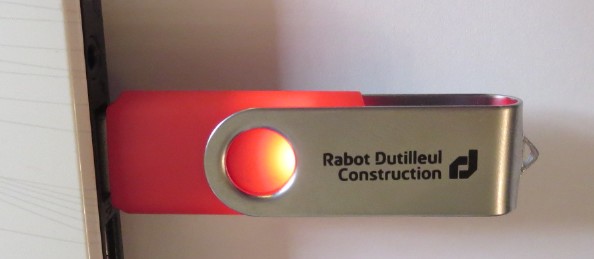 Rabot Dutilleul
Construction